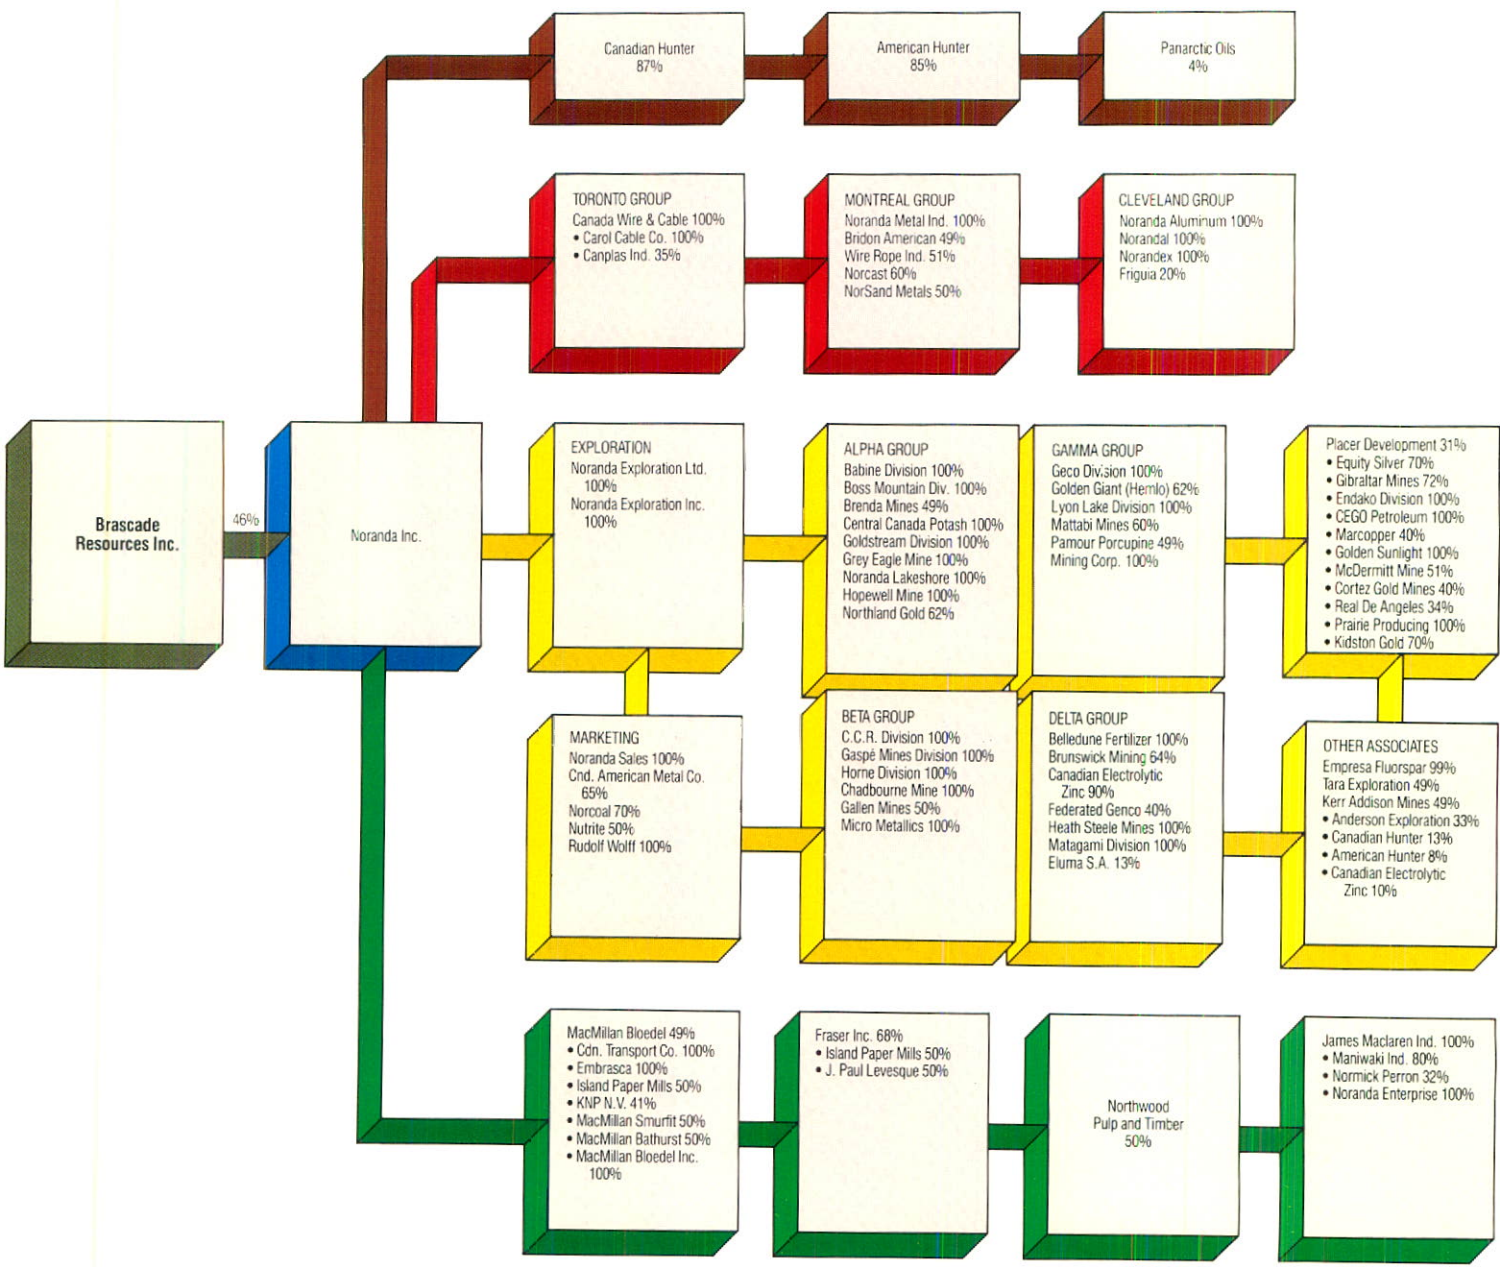 Canadian Hunter
87%
American Hunter
85%
Panarctic Oils
4%
TORONTO GROUP
Canada Wire & Cable 100%
• Carol Cable Co. 100%
• Canplas Ind. 35%
MONTREAL GROUP
Noranda Metal Ind. 100%
Bridon American 49%
Wire Rope Ind. 51%
Norcast 60%
NorSand Metals 50%
CLEVELAND GROUP
Noranda Aluminum 100%
Norandal 100%
Norandex 100%
Friguia 20%
Brascade
Resources Inc.
46%
Noranda Inc.
EXPLORATION
Noranda Exploration Ltd.
100%
Noranda Exploration Inc.
100%
ALPHA GROUP
Babine Division 100%
Boss Mountain Div. 100%
Brenda Mines 49%
Central Canada Potash 100%
Goldstream Division 100%
Grey Eagle Mine 100%
Noranda Lakeshore 100%
Hopewell Mine 100%
Northland Gold 62%
GAMMA GROUP
Geco Division 100%
Golden Giant (Hemlo) 62%
Lyon Lake Division 100%
Mattabi Mines 60%
Pamour Porcupine 49%
Mining Corp. 100%
Placer Development 31%
• Equity Silver 70%
• Gibraltar Mines 72%
• Endako Division 100%
• CEGO Petroleum 100%
• Marcopper 40%
• Golden Sunlight 100%
• McDermitt Mine 51%
• Cortez Gold Mines 40%
• Real De Angeles 34%
• Prairie Producing 100%
• Kidston Gold 70%
MARKETING
Noranda Sales 100%
Cnd. American Metal Co.
65%
Norcoal 70%
Nutrite 50%
Rudolf Wolff 100%
BETA GROUP
C.C.R. Division 100%
Gaspé Mines Division 100%
Horne Division 100%
Chadbourne Mine 100%
Gallen Mines 50%
Micro Metallics 100%
DELTA GROUP
Belledune Fertilizer 100%
Brunswick Mining 64%
Canadian Electrolytic
Zinc 90%
Federated Genco 40%
Heath Steele Mines 100%
Matagami Division 100%
Eluma S.A. 13%
OTHER ASSOCIATES
Empresa Fluorspar 99%
Tara Exploration 49%
Kerr Addison Mines 49%
• Anderson Exploration 33%
• Canadian Hunter 13%
• American Hunter 8%
• Canadian Electrolytic
Zinc 10%
MacMillan Bloedel 49%
• Cdn. Transport Co. 100%
• Embrasca 100%
• Island Paper Mills 50%
• KNP N.V. 41%
• MacMillan Smurfit 50%
• MacMillan Bathurst 50%
• MacMillan Bloedel Inc.
100%
Fraser Inc. 68%
• Island Paper Mills 50%
• J. Paul Levesque 50%
Northwood
Pulp and Timber
50%
James Maclaren Ind. 100%
• Maniwaki Ind. 80%
• Normick Perron 32%
• Noranda Enterprise 100%